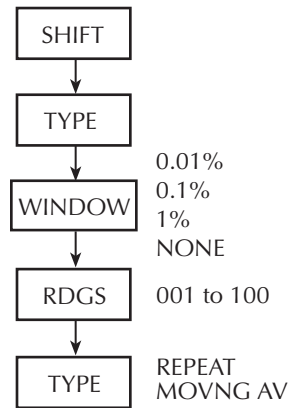 SHIFT
TYPE
0.01%
0.1%
WINDOW
1%
NONE
RDGS
001 to 100
TYPE
REPEAT
MOVNG AV